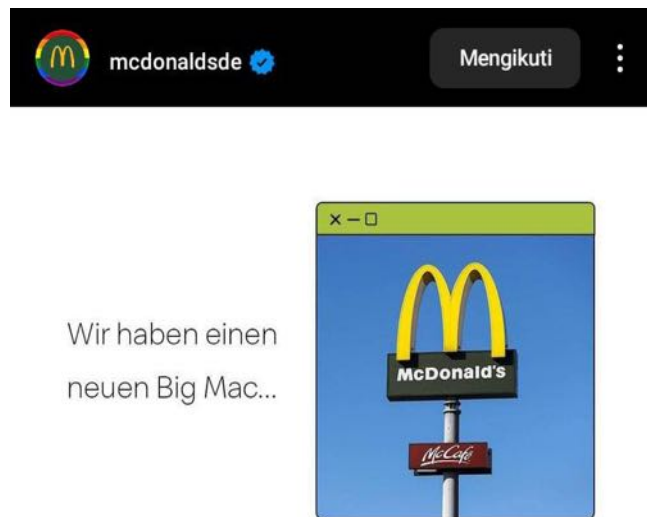 mcdonaldsde
Mengikuti
Wir haben einen
neuen Big Mac...
McDonald's
McCafé